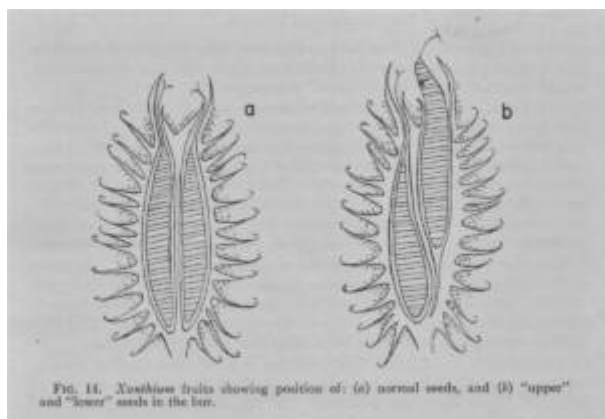 a
b
FIG. 14. Xanthium fruits showing position of: (a) normal seeds, and (b) "upper"
and "lower" seeds in the bur.